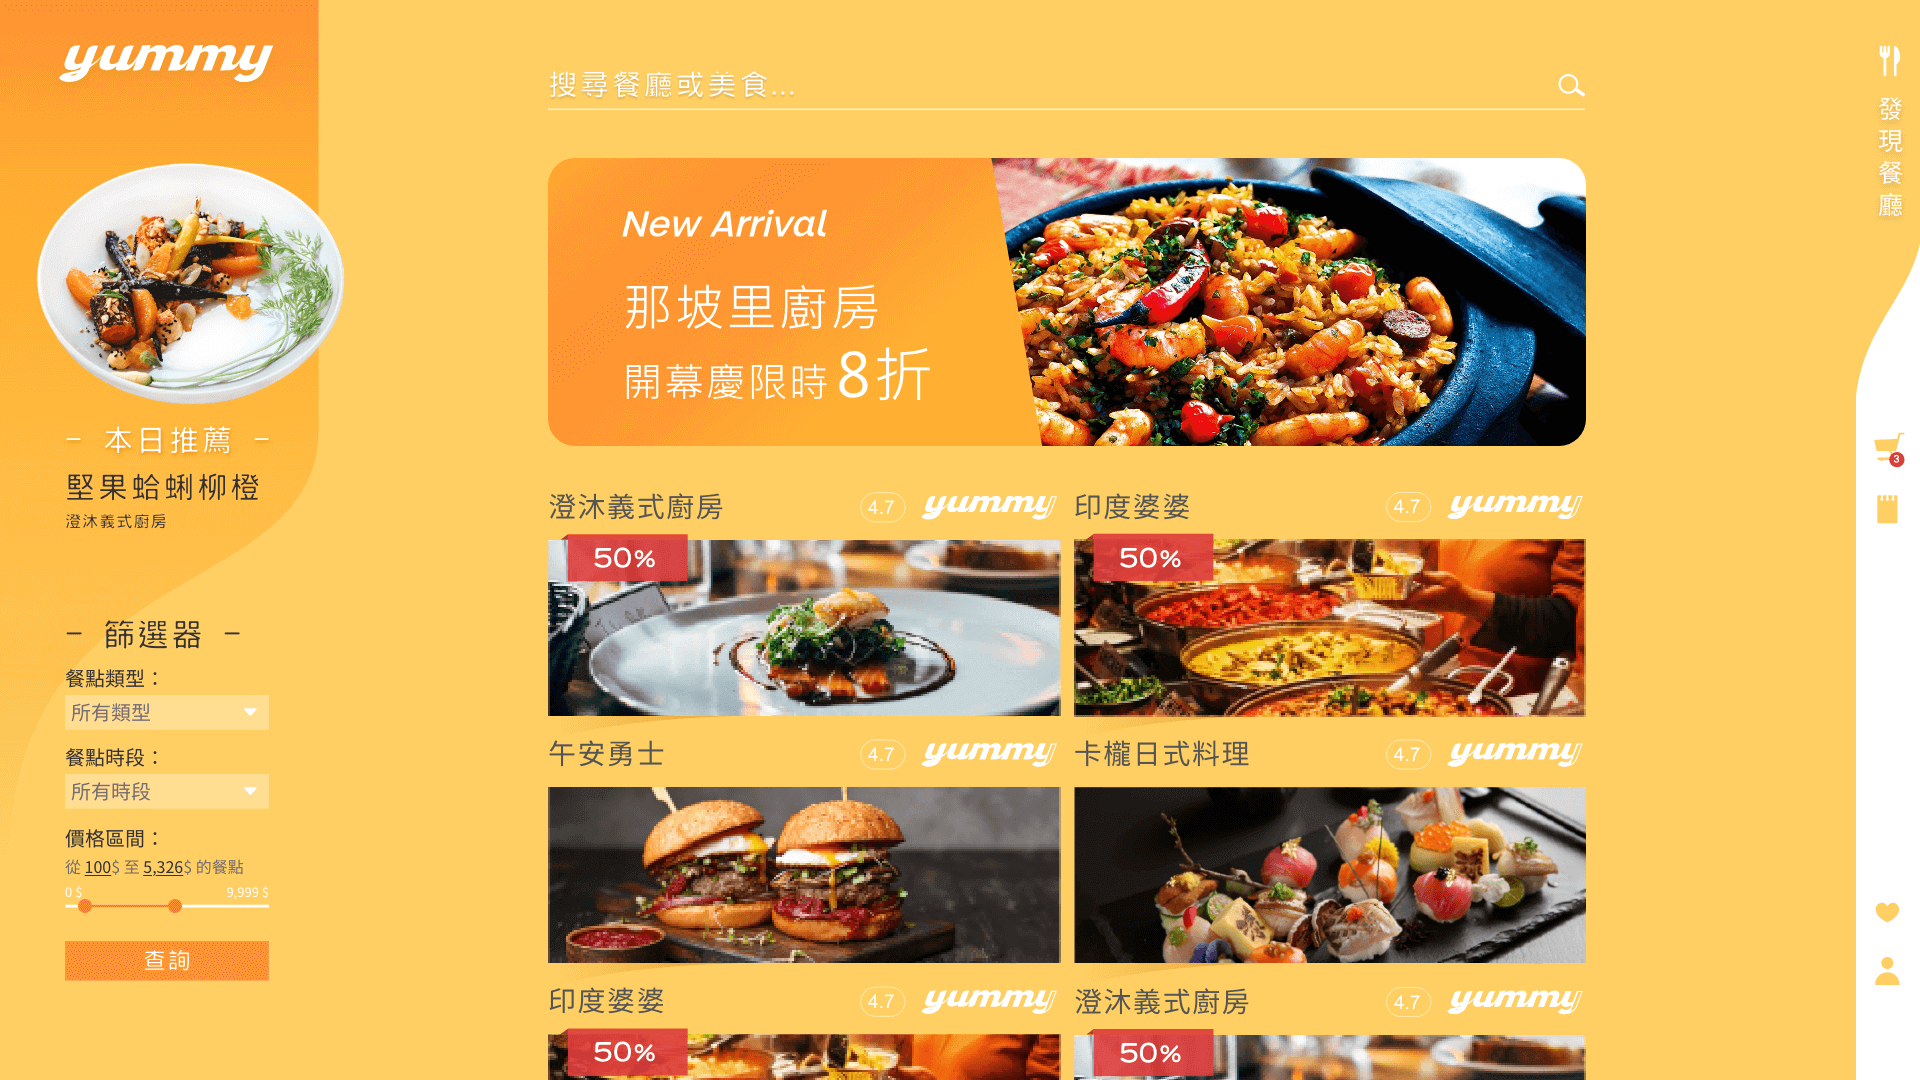 yummy
搜尋餐廳或美食...
發現餐廳
New Arrival
那坡里廚房
開幕慶限時8折
- 本日推薦 -
堅果蛤蜊柳橙
澄沐義式廚房
- 篩選器 -
餐點類型：
所有類型
餐點時段：
所有時段
價格區間：
從 100$ 至 5,326$ 的餐點
0 $ 9,999 $
查詢
澄沐義式廚房 4.7 yummy
50%
印度婆婆 4.7 yummy
50%
午安勇士 4.7 yummy
卡櫳日式料理 4.7 yummy
印度婆婆 4.7 yummy
50%
澄沐義式廚房 4.7 yummy
50%
3